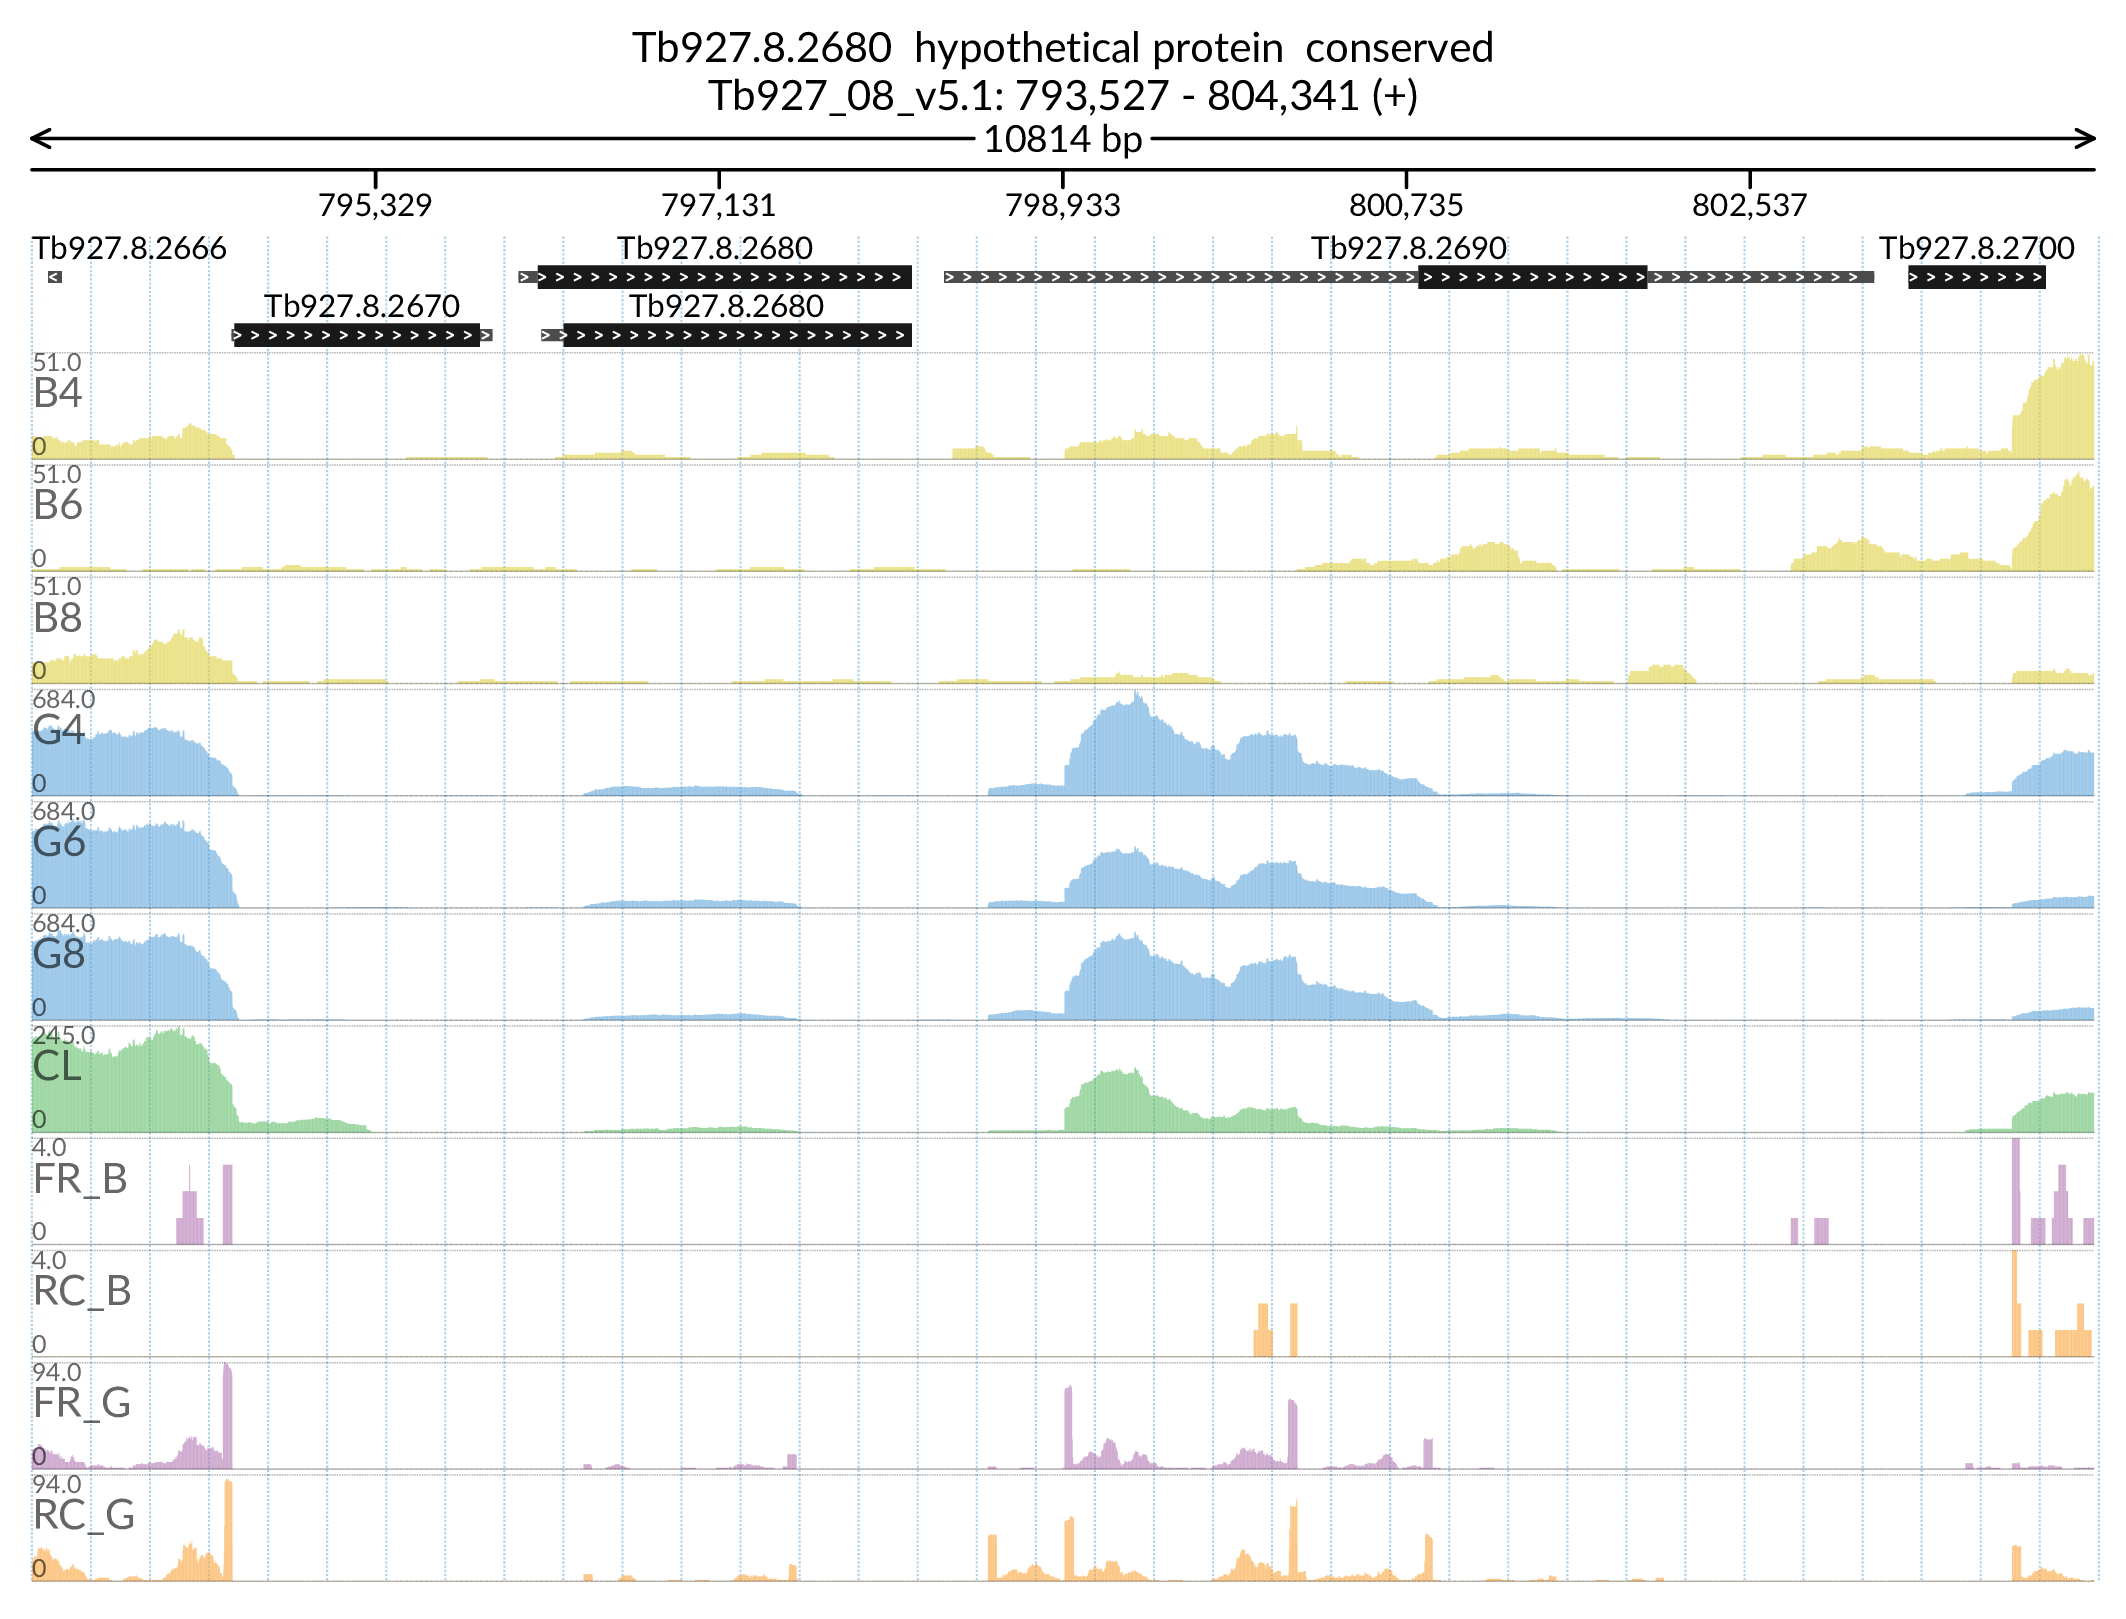 Tb927.8.2680  hypothetical protein  conserved
Tb927_08_v5.1: 793,527 - 804,341 (+)
10814 bp
795,329 797,131 798,933 800,735 802,537
Tb927.8.2666 Tb927.8.2680 Tb927.8.2690 Tb927.8.2700
Tb927.8.2670 Tb927.8.2680
51.0
B4
0
51.0
B6
0
51.0
B8
0
684.0
G4
0
684.0
G6
0
684.0
G8
0
245.0
CL
0
4.0
FR_B
0
4.0
RC_B
0
94.0
FR_G
0
94.0
RC_G
0